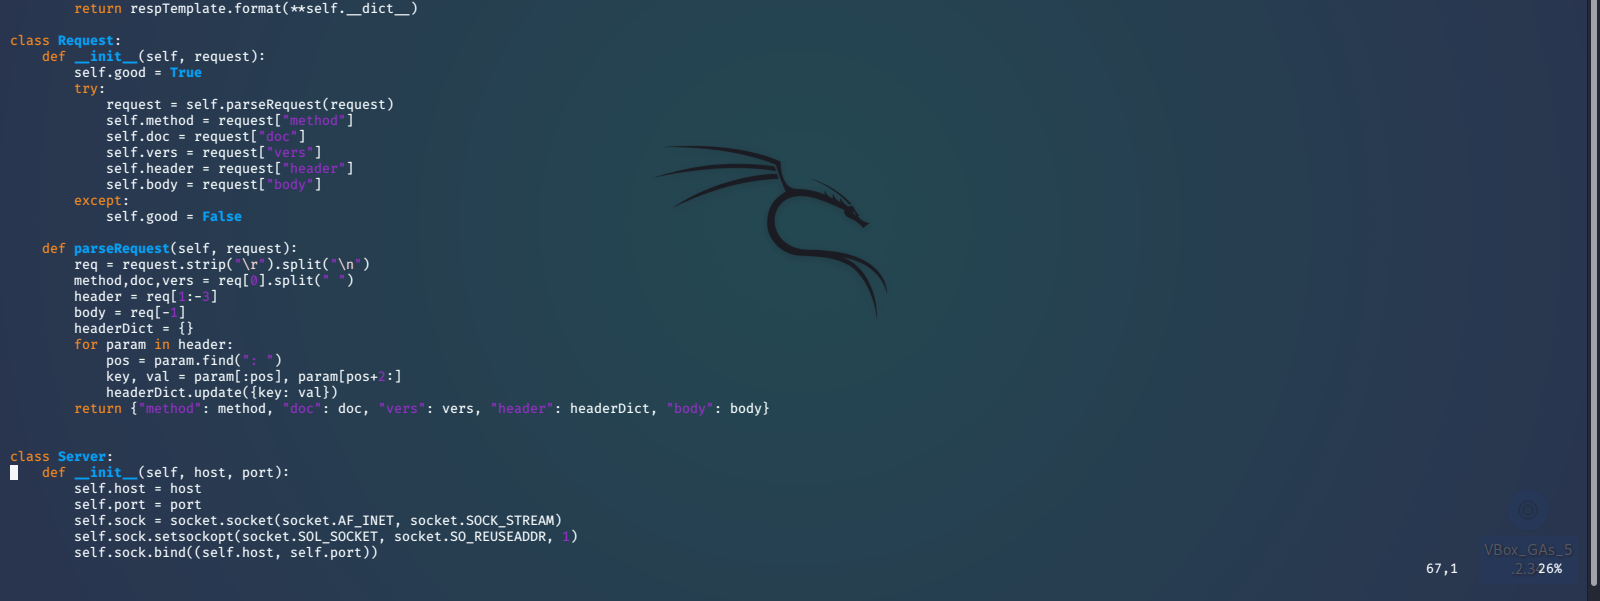 return respTemplate.format(**self.__dict__)

class Request:
    def __init__(self, request):
        self.good = True
        try:
            request = self.parseRequest(request)
            self.method = request["method"]
            self.doc = request["doc"]
            self.vers = request["vers"]
            self.header = request["header"]
            self.body = request["body"]
        except:
            self.good = False

    def parseRequest(self, request):
        req = request.strip("\r").split("\n")
        method,doc,vers = req[0].split(" ")
        header = req[1:-3]
        body = req[-1]
        headerDict = {}
        for param in header:
            pos = param.find(": ")
            key, val = param[:pos], param[pos+2:]
            headerDict.update({key: val})
        return {"method": method, "doc": doc, "vers": vers, "header": headerDict, "body": body}


class Server:
    def __init__(self, host, port):
        self.host = host
        self.port = port
        self.sock = socket.socket(socket.AF_INET, socket.SOCK_STREAM)
        self.sock.setsockopt(socket.SOL_SOCKET, socket.SO_REUSEADDR, 1)
        self.sock.bind((self.host, self.port))
VBox_GAs_5
67,1 26%